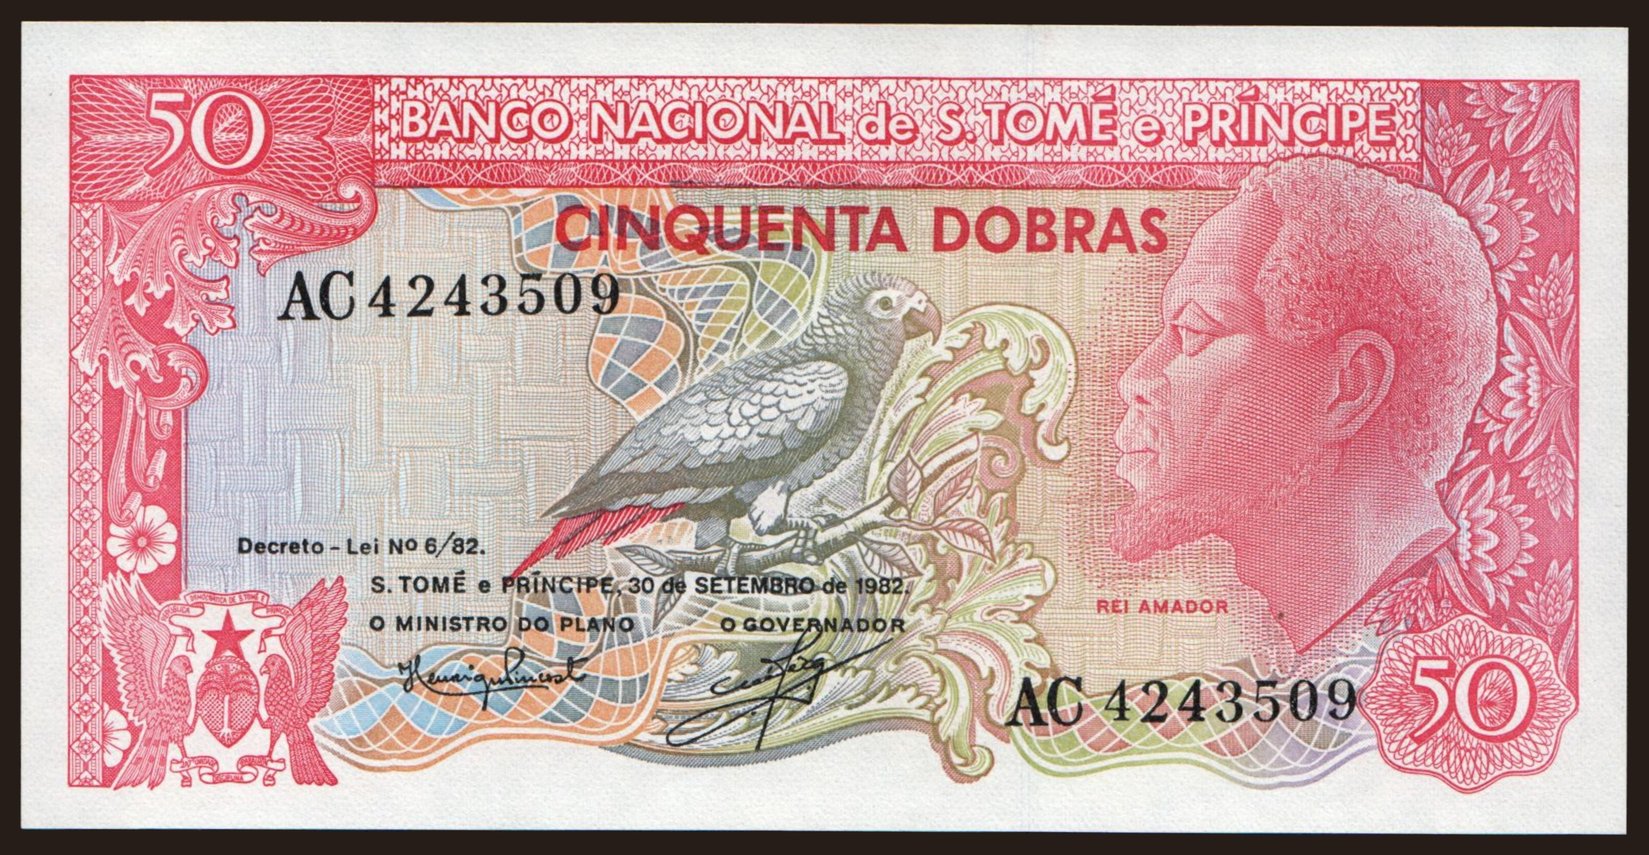 50
BANCO NACIONAL de S. TOMÉ e PRÍNCIPE
CINQUENTA DOBRAS
AC 4243509
Decreto - Lei Nº 6/82.
S. TOMÉ e PRÍNCIPE, 30 de SETEMBRO de 1982.
O MINISTRO DO PLANO O GOVERNADOR
REI AMADOR
AC 4243509
50